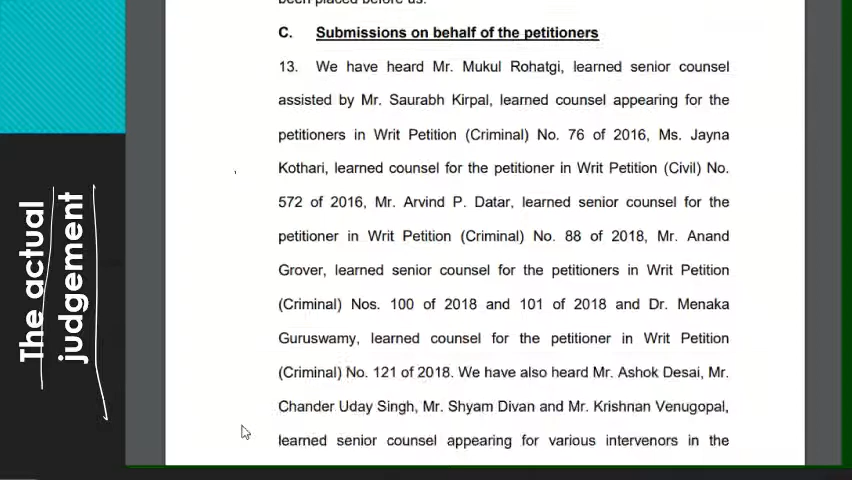 been placed before us.
C. Submissions on behalf of the petitioners
13. We have heard Mr. Mukul Rohatgi, learned senior counsel
assisted by Mr. Saurabh Kirpal, learned counsel appearing for the
petitioners in Writ Petition (Criminal) No. 76 of 2016, Ms. Jayna
Kothari, learned counsel for the petitioner in Writ Petition (Civil) No.
572 of 2016, Mr. Arvind P. Datar, learned senior counsel for the
petitioner in Writ Petition (Criminal) No. 88 of 2018, Mr. Anand
Grover, learned senior counsel for the petitioners in Writ Petition
(Criminal) Nos. 100 of 2018 and 101 of 2018 and Dr. Menaka
Guruswamy, learned counsel for the petitioner in Writ Petition
(Criminal) No. 121 of 2018. We have also heard Mr. Ashok Desai, Mr.
Chander Uday Singh, Mr. Shyam Divan and Mr. Krishnan Venugopal,
learned senior counsel appearing for various intervenors in the
The actual
judgement